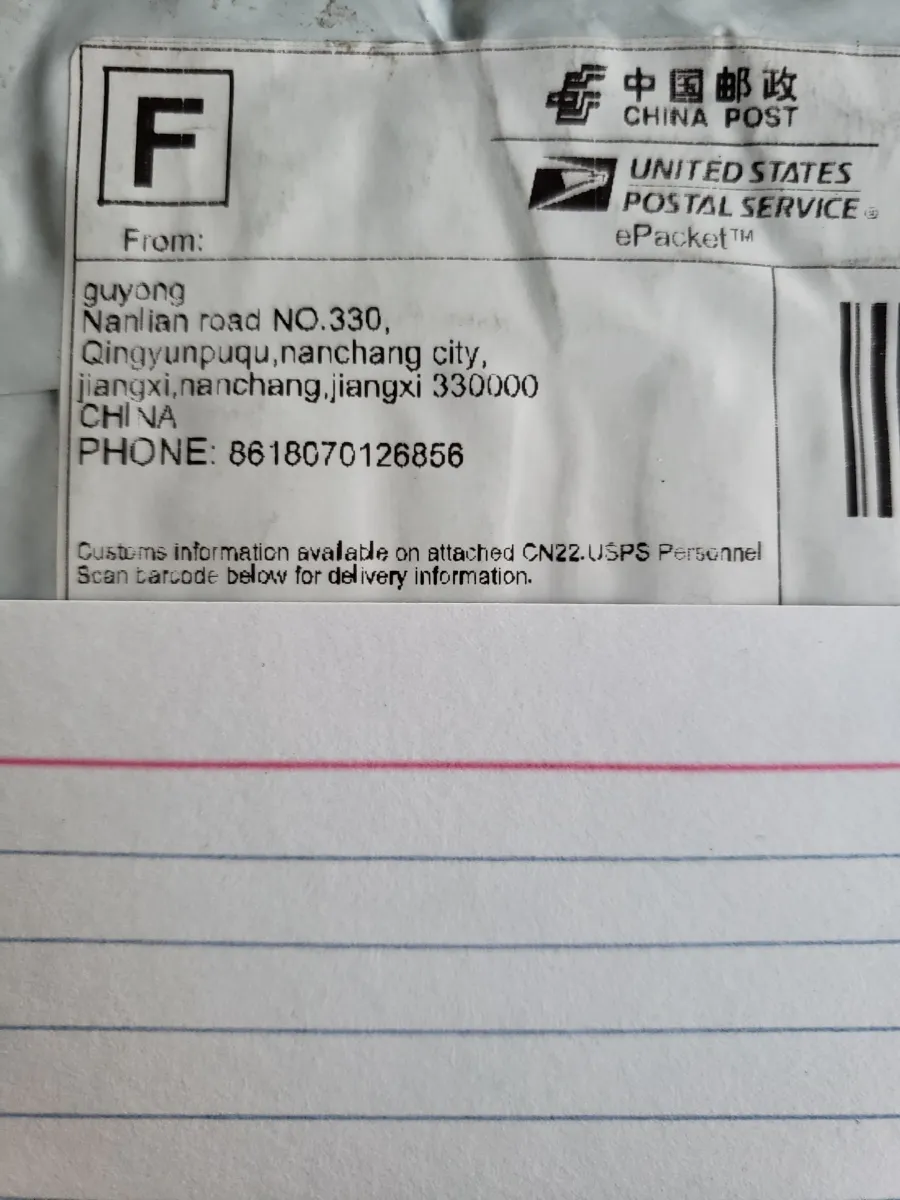 F
中国邮政
CHINA POST
UNITED STATES
POSTAL SERVICE®
ePacket™
From:
guyong
Nanlian road NO.330,
Qingyunpuqu,nanchang city,
jiangxi,nanchang,jiangxi 330000
CHINA
PHONE: 8618070126856
Customs information available on attached CN22.USPS Personnel
Scan barcode below for delivery information.